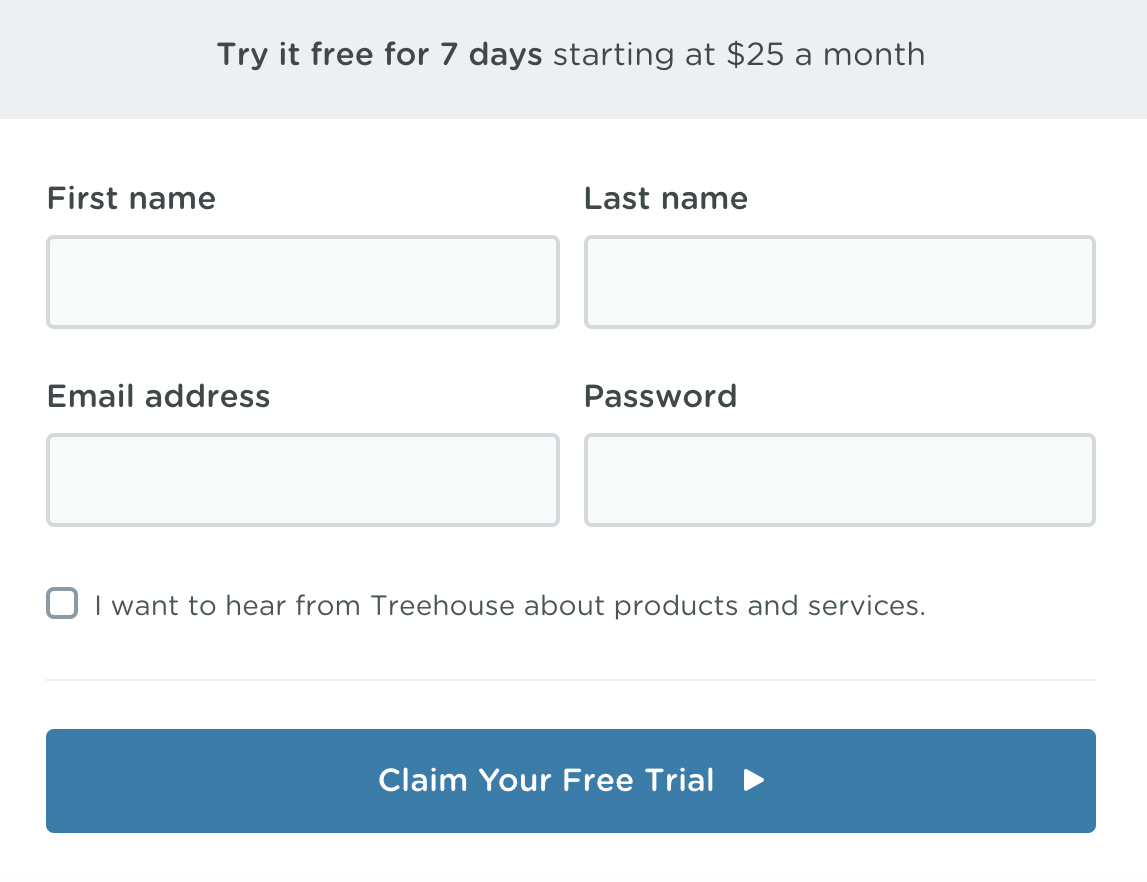 Try it free for 7 days starting at $25 a month
First name
Last name
Email address
Password
I want to hear from Treehouse about products and services.
Claim Your Free Trial